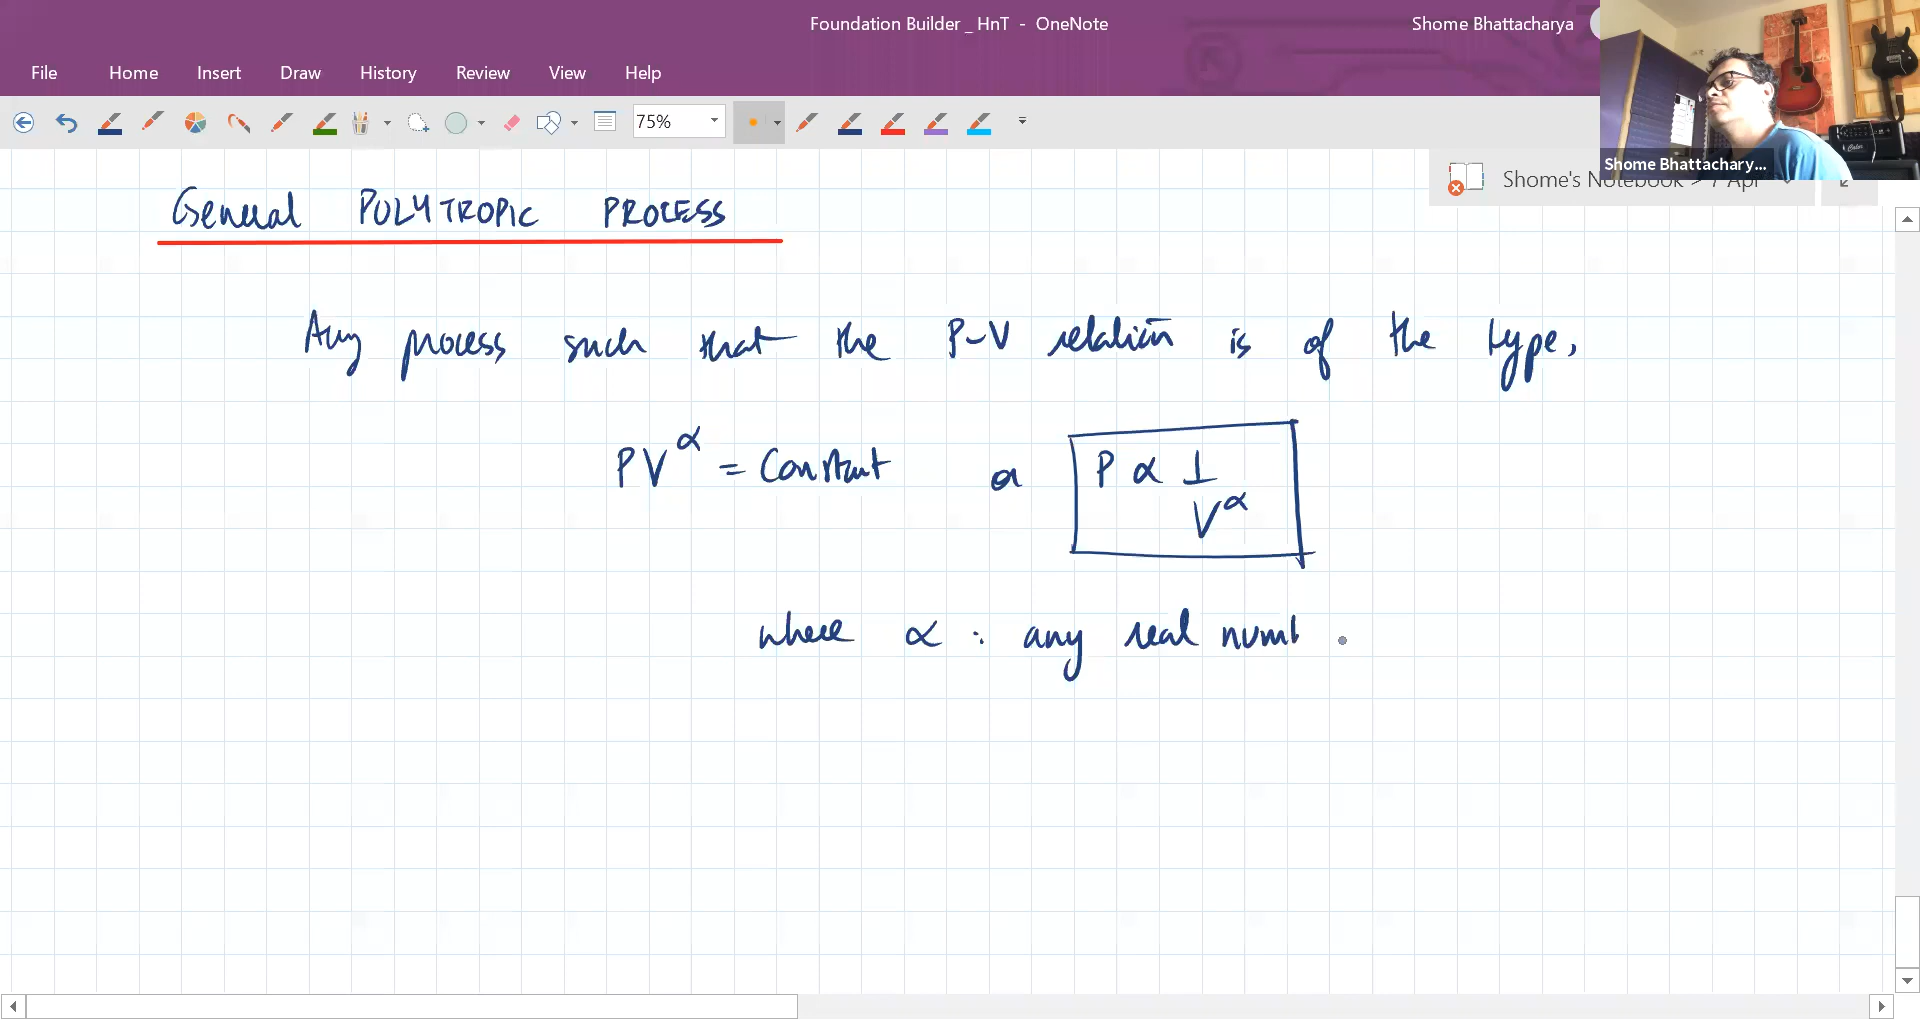 Foundation Builder _ HnT - OneNote
Shome Bhattacharya
File Home Insert Draw History Review View Help
75%
Shome Bhattachary...
Shome's Notebook > 7 Apr
General POLYTROPIC PROCESS
Any process such that the P-V relation is of the type,
PV^α = Constant or P α 1/V^α
where α : any real numb